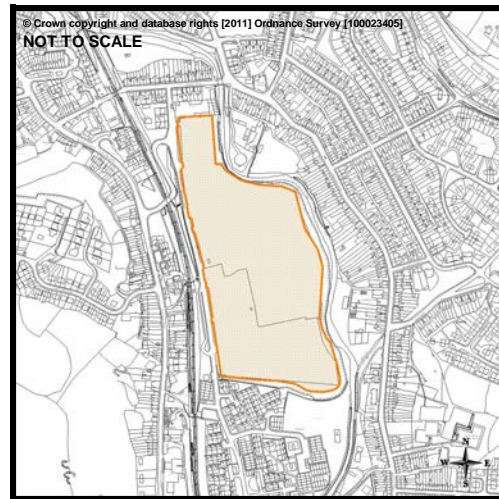 © Crown copyright and database rights [2011] Ordnance Survey [100023405]
NOT TO SCALE
N
W E
S